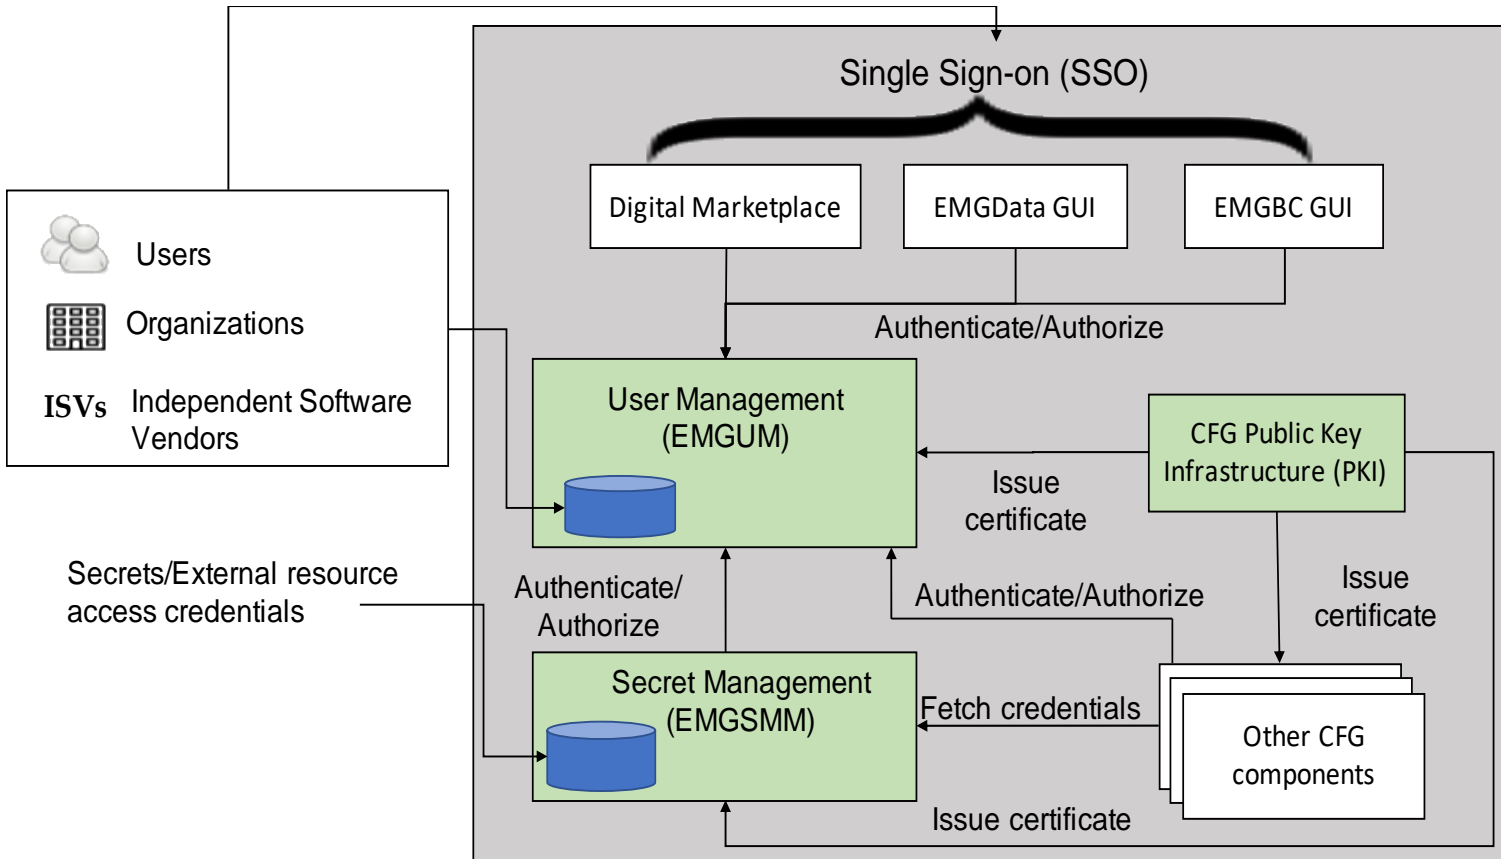 Single Sign-on (SSO)
Digital Marketplace
EMGData GUI
EMGBC GUI
Users
Organizations
ISVs
Independent Software
Vendors
Authenticate/Authorize
User Management
(EMGUM)
CFG Public Key
Infrastructure (PKI)
Issue
certificate
Secrets/External resource
access credentials
Authenticate/
Authorize
Authenticate/Authorize
Issue
certificate
Secret Management
(EMGSMM)
Fetch credentials
Other CFG
components
Issue certificate